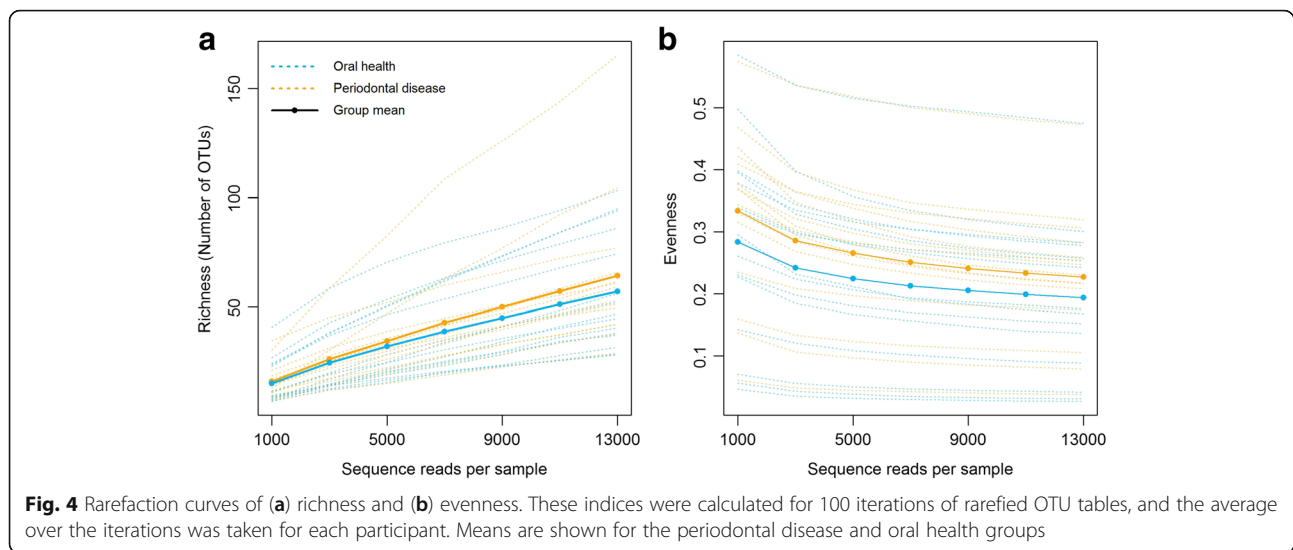 a
Richness (Number of OTUs)
150
100
50
Oral health
Periodontal disease
Group mean
1000
5000
9000
13000
Sequence reads per sample
b
Evenness
0.5
0.4
0.3
0.2
0.1
1000
5000
9000
13000
Sequence reads per sample
Fig. 4 Rarefaction curves of (a) richness and (b) evenness. These indices were calculated for 100 iterations of rarefied OTU tables, and the average
over the iterations was taken for each participant. Means are shown for the periodontal disease and oral health groups